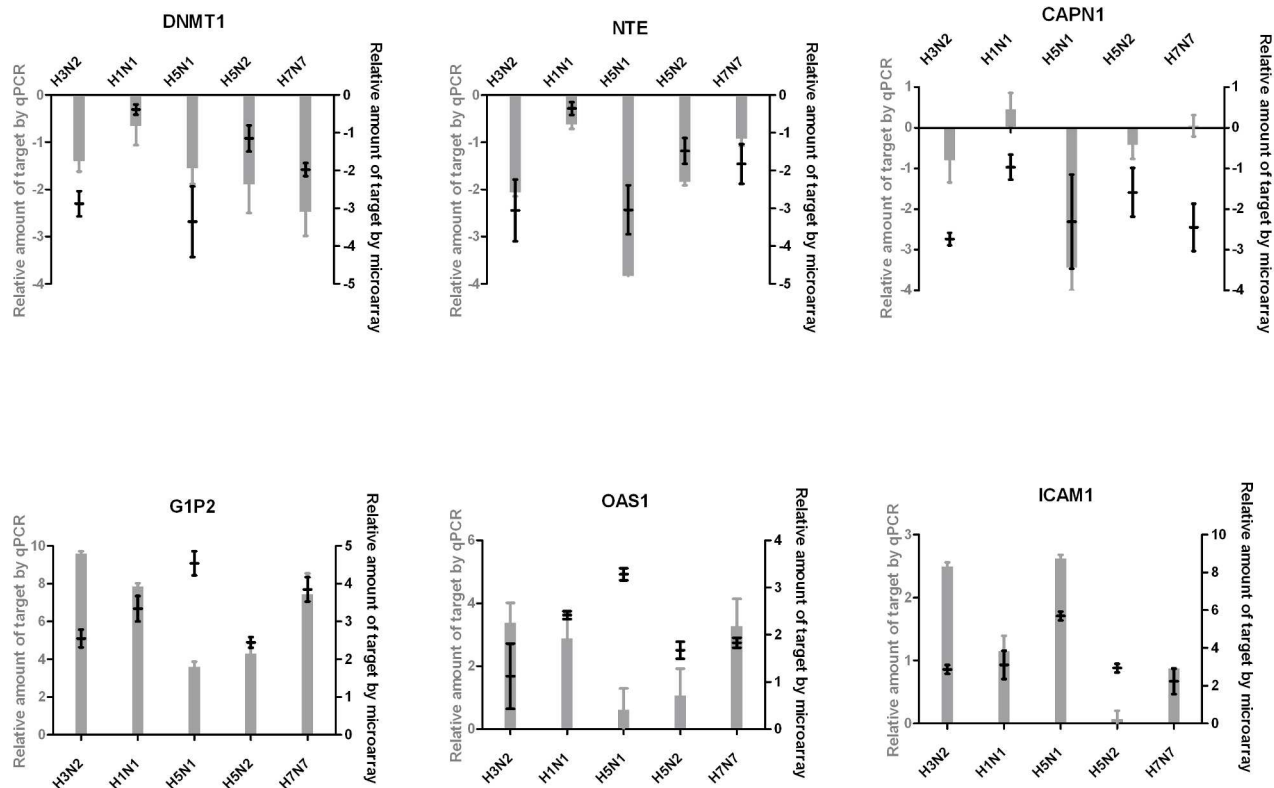 DNMT1
Relative amount of target by qPCR
H3N2 H1N1 H5N1 H5N2 H7N7
0
-1
-2
-3
-4
0
-1
-2
-3
-4
-5
Relative amount of target by microarray
NTE
Relative amount of target by qPCR
H3N2 H1N1 H5N1 H5N2 H7N7
0
-1
-2
-3
-4
0
-1
-2
-3
-4
-5
Relative amount of target by microarray
CAPN1
Relative amount of target by qPCR
H3N2 H1N1 H5N1 H5N2 H7N7
1
0
-1
-2
-3
-4
1
0
-1
-2
-3
-4
Relative amount of target by microarray
G1P2
Relative amount of target by qPCR
10
8
6
4
2
0
5
4
3
2
1
0
Relative amount of target by microarray
H3N2 H1N1 H5N1 H5N2 H7N7
OAS1
Relative amount of target by qPCR
6
4
2
0
4
3
2
1
0
Relative amount of target by microarray
H3N2 H1N1 H5N1 H5N2 H7N7
ICAM1
Relative amount of target by qPCR
3
2
1
0
10
8
6
4
2
0
Relative amount of target by microarray
H3N2 H1N1 H5N1 H5N2 H7N7